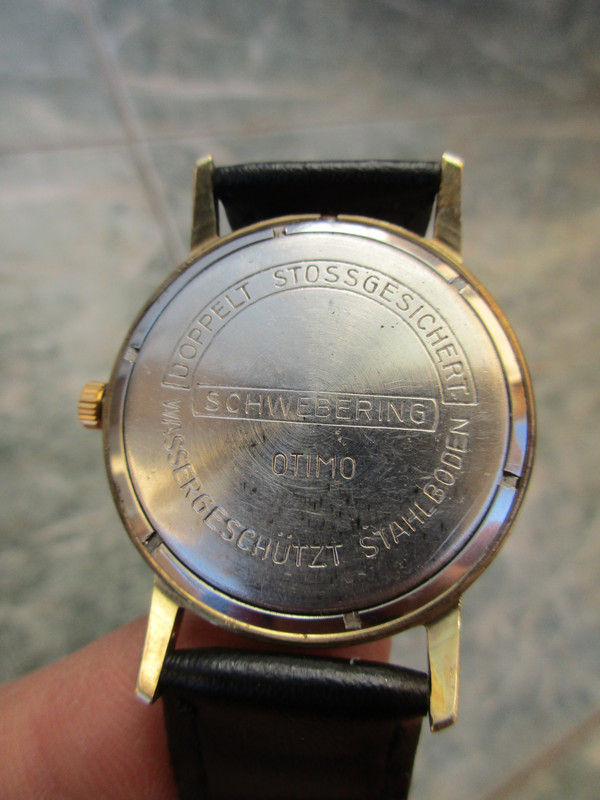 DOPPELT STOSSGESICHERT
SCHWEBERING
OTIMO
WASSERGESCHÜTZT STAHLBODEN